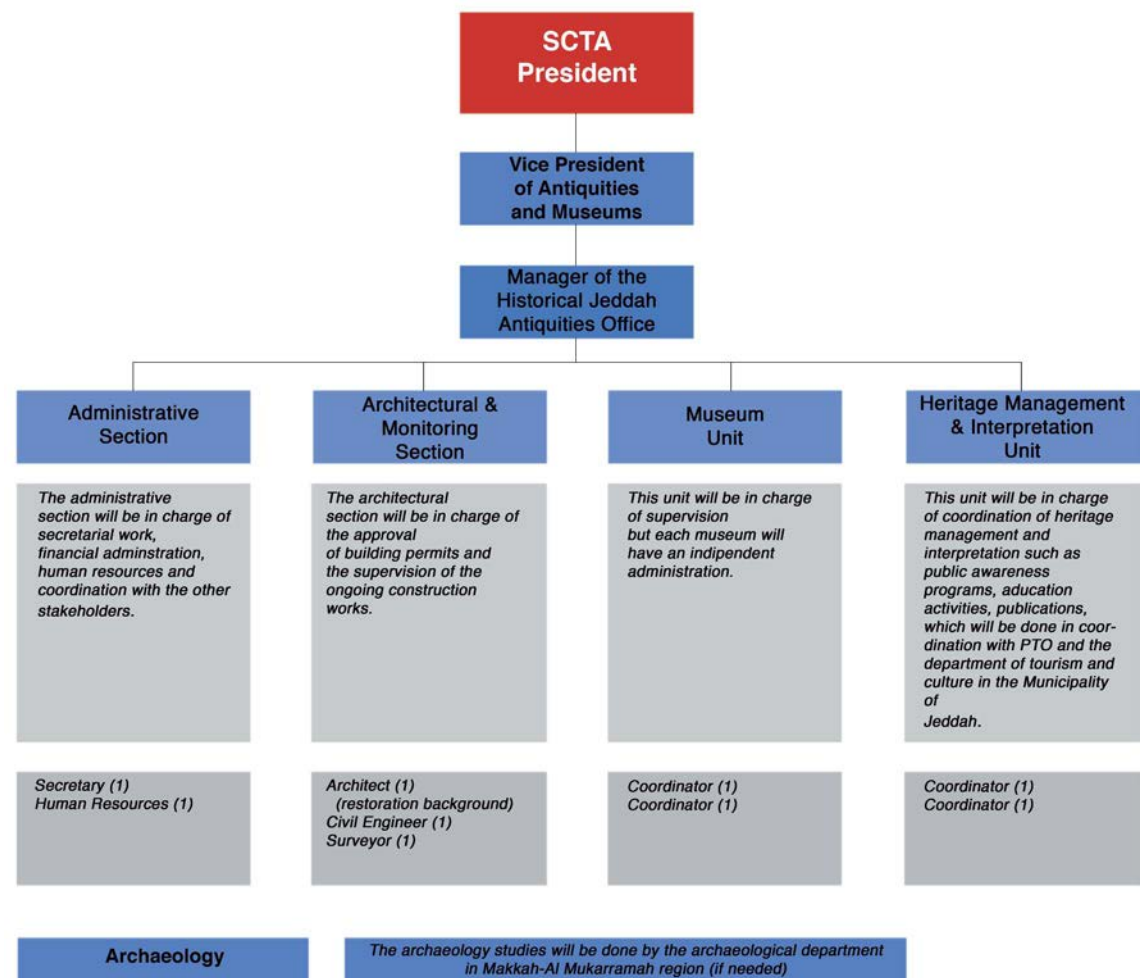 SCTA
President
Vice President
of Antiquities
and Museums
Manager of the
Historical Jeddah
Antiquities Office
Administrative
Section
Architectural &
Monitoring
Section
Museum
Unit
Heritage Management
& Interpretation
Unit
The administrative
section will be in charge of
secretarial work,
financial adminstration,
human resources and
coordination with the other
stakeholders.
The architectural
section will be in charge of
the approval
of building permits and
the supervision of the
ongoing construction
works.
This unit will be in charge
of supervision
but each museum will
have an indipendent
administration.
This unit will be in charge
of coordination of heritage
management and
interpretation such as
public awareness
programs, aducation
activities, publications,
which will be done in coor-
dination with PTO and the
department of tourism and
culture in the Municipality
of
Jeddah.
Secretary (1)
Human Resources (1)
Architect (1)
(restoration background)
Civil Engineer (1)
Surveyor (1)
Coordinator (1)
Coordinator (1)
Coordinator (1)
Coordinator (1)
Archaeology
The archaeology studies will be done by the archaeological department
in Makkah-Al Mukarramah region (if needed)